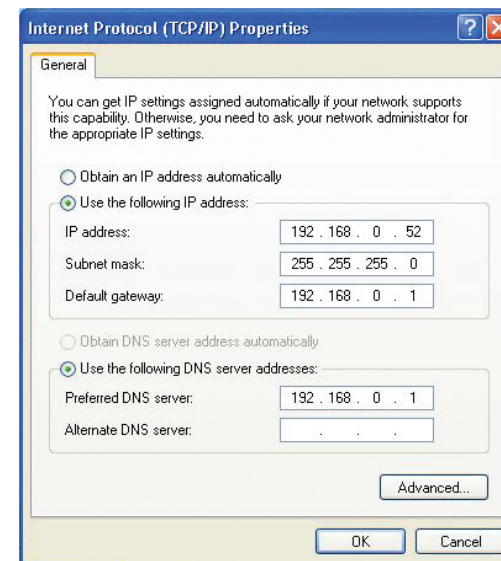 Internet Protocol (TCP/IP) Properties
General
You can get IP settings assigned automatically if your network supports
this capability. Otherwise, you need to ask your network administrator for
the appropriate IP settings.
Obtain an IP address automatically
Use the following IP address:
IP address: 192 . 168 . 0 . 52
Subnet mask: 255 . 255 . 255 . 0
Default gateway: 192 . 168 . 0 . 1
Obtain DNS server address automatically
Use the following DNS server addresses:
Preferred DNS server: 192 . 168 . 0 . 1
Alternate DNS server: . . .
Advanced...
OK Cancel